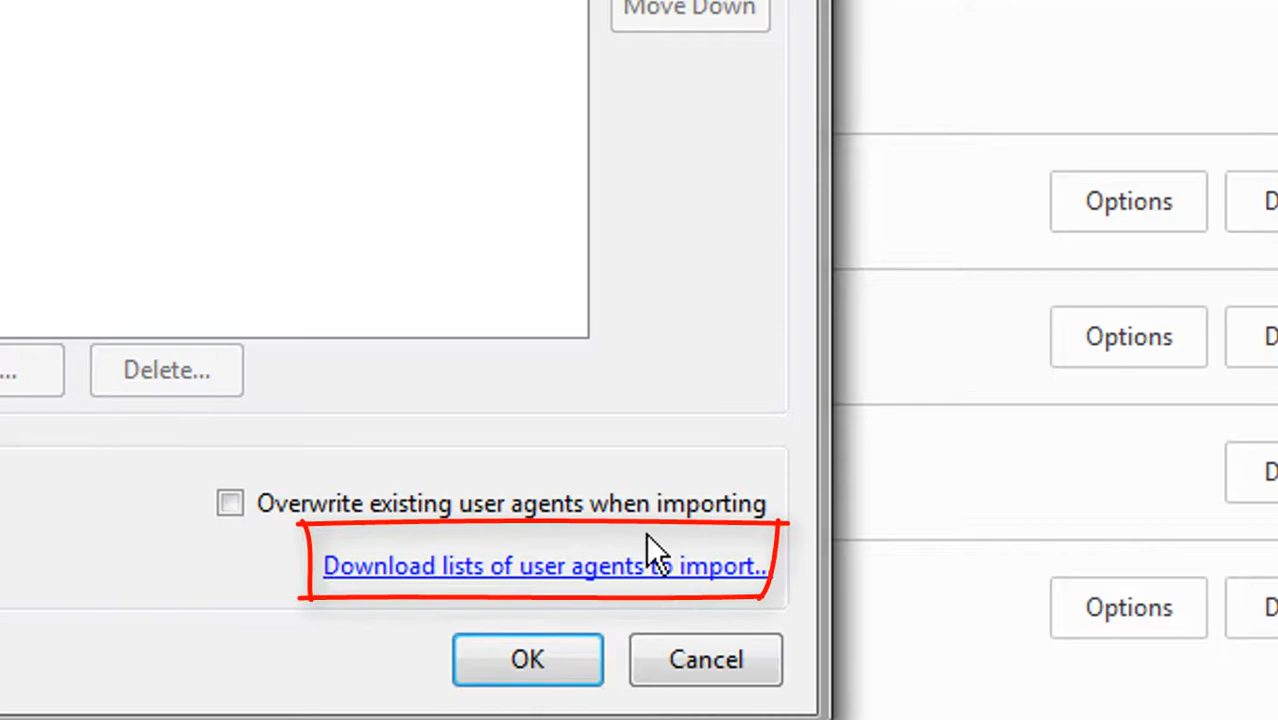 Move Down
Options
D
Options
D
... Delete...
D
Overwrite existing user agents when importing
Download lists of user agents to import..
Options
D
OK Cancel